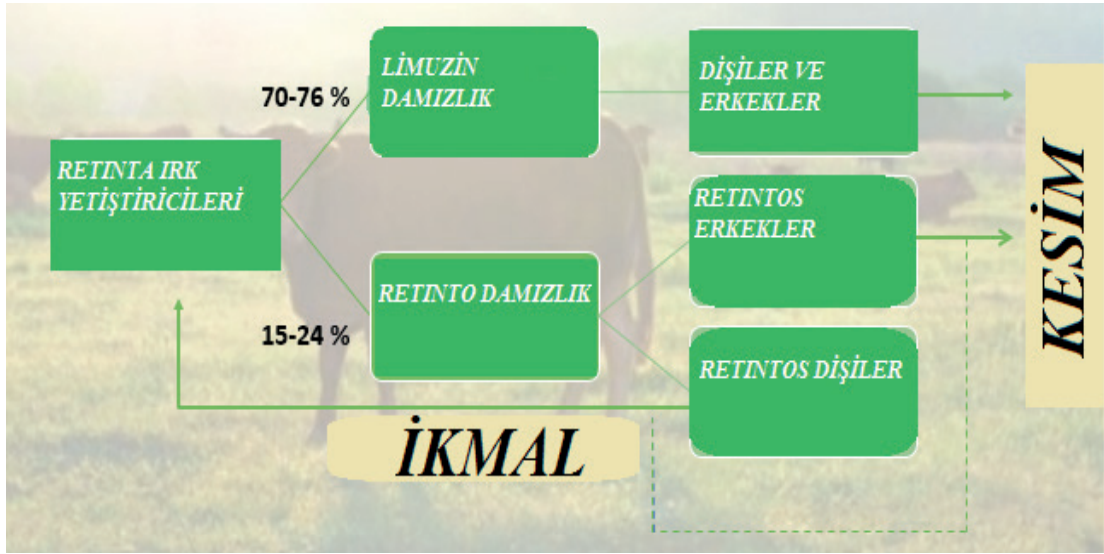 RETINTA IRK
YETİŞTİRİCİLERİ
70-76 %
15-24 %
LİMUZİN
DAMIZLIK
RETINTO DAMIZLIK
DİŞİLER VE
ERKEKLER
RETINTOS
ERKEKLER
RETINTOS DİŞİLER
İKMAL
KESİM